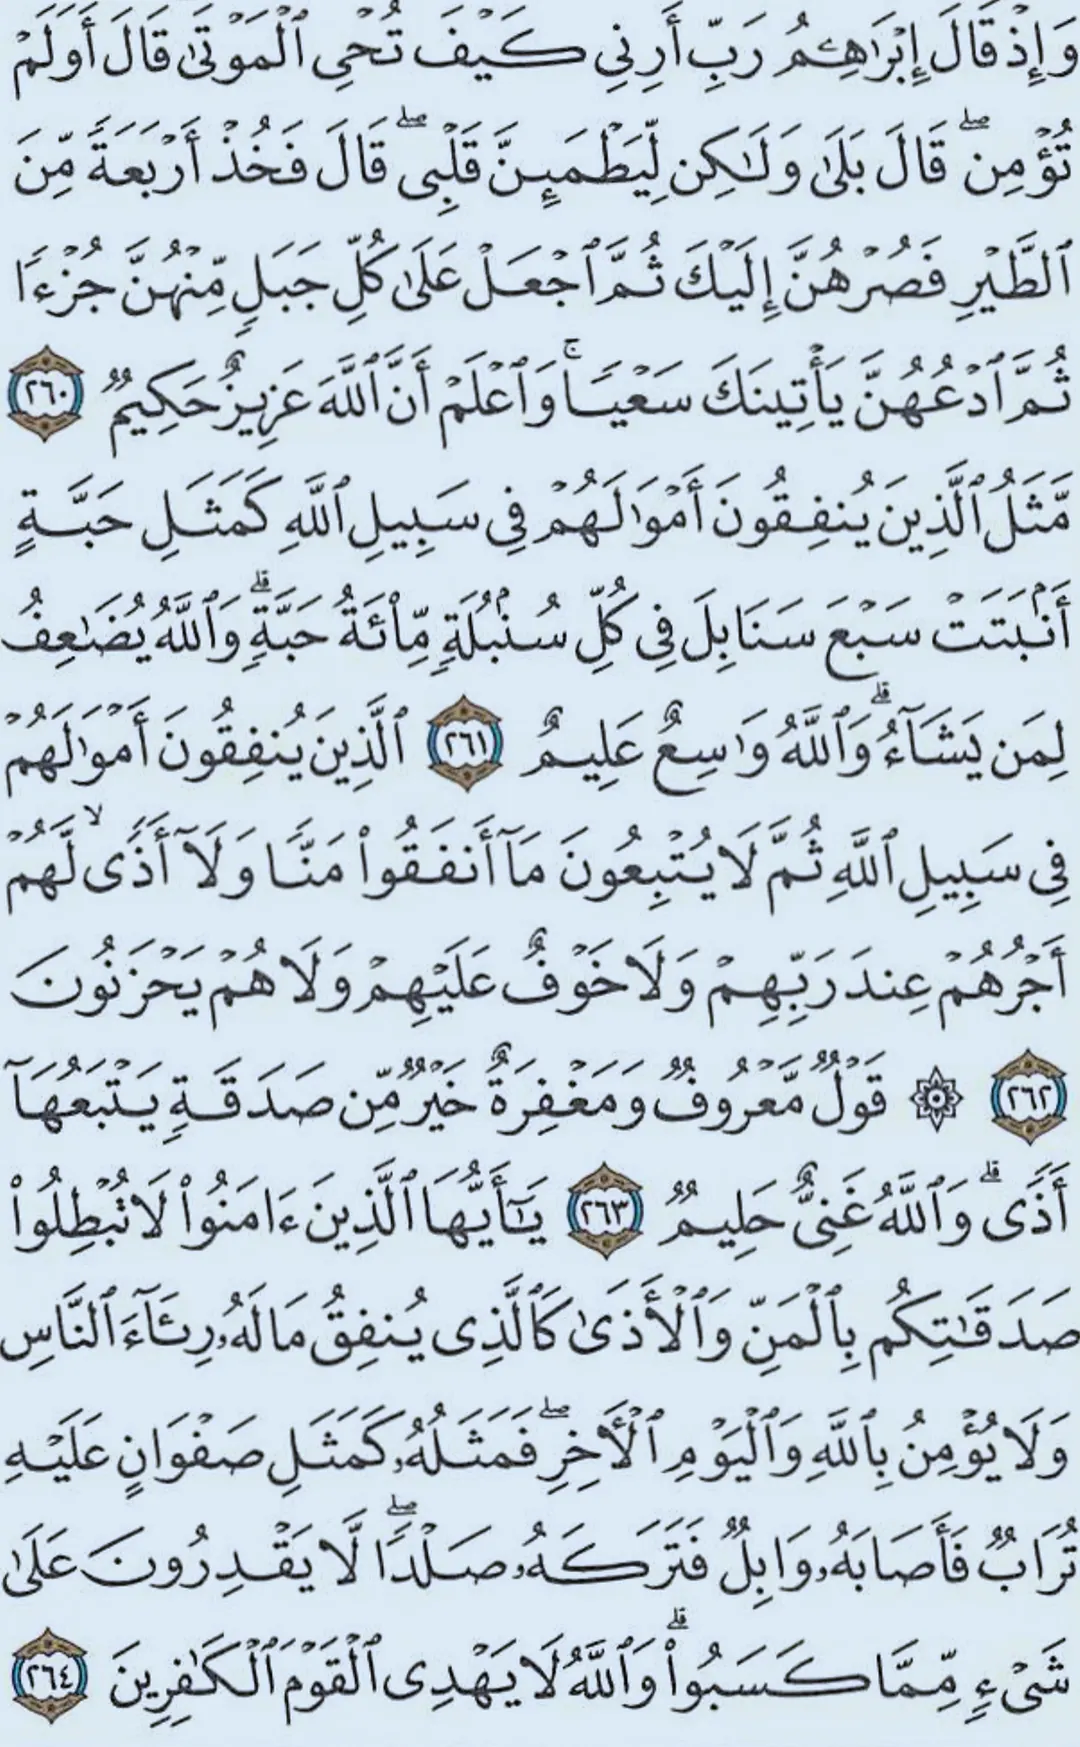 وَإِذْ قَالَ إِبْرَٰهِـۧمُ رَبِّ أَرِنِي كَيْفَ تُحْيِ ٱلْمَوْتَىٰ قَالَ أَوَلَمْ
تُؤْمِن ۖ قَالَ بَلَىٰ وَلَـٰكِن لِّيَطْمَئِنَّ قَلْبِى ۖ قَالَ فَخُذْ أَرْبَعَةً مِّنَ
ٱلطَّيْرِ فَصُرْهُنَّ إِلَيْكَ ثُمَّ ٱجْعَلْ عَلَىٰ كُلِّ جَبَلٍ مِّنْهُنَّ جُزْءًا
ثُمَّ ٱدْعُهُنَّ يَأْتِينَكَ سَعْيًا ۚ وَٱعْلَمْ أَنَّ ٱللَّهَ عَزِيزٌ حَكِيمٌ ٢٦٠
مَّثَلُ ٱلَّذِينَ يُنفِقُونَ أَمْوَٰلَهُمْ فِى سَبِيلِ ٱللَّهِ كَمَثَلِ حَبَّةٍ
أَنۢبَتَتْ سَبْعَ سَنَابِلَ فِى كُلِّ سُنۢبُلَةٍ مِّا۟ئَةُ حَبَّةٍ ۗ وَٱللَّهُ يُضَـٰعِفُ
لِمَن يَشَآءُ ۗ وَٱللَّهُ وَٰسِعٌ عَلِيمٌ ٢٦١ ٱلَّذِينَ يُنفِقُونَ أَمْوَٰلَهُمْ
فِى سَبِيلِ ٱللَّهِ ثُمَّ لَا يُتْبِعُونَ مَآ أَنفَقُوا۟ مَنًّا وَلَآ أَذًى ۙ لَّهُمْ
أَجْرُهُمْ عِندَ رَبِّهِمْ وَلَا خَوْفٌ عَلَيْهِمْ وَلَا هُمْ يَحْزَنُونَ
٢٦٢ ۞ قَوْلٌ مَّعْرُوفٌ وَمَغْفِرَةٌ خَيْرٌ مِّن صَدَقَةٍ يَتْبَعُهَآ
أَذًى ۗ وَٱللَّهُ غَنِىٌّ حَلِيمٌ ٢٦٣ يَـٰٓأَيُّهَا ٱلَّذِينَ ءَامَنُوا۟ لَا تُبْطِلُوا۟
صَدَقَـٰتِكُم بِٱلْمَنِّ وَٱلْأَذَىٰ كَٱلَّذِى يُنفِقُ مَالَهُۥ رِئَآءَ ٱلنَّاسِ
وَلَا يُؤْمِنُ بِٱللَّهِ وَٱلْيَوْمِ ٱلْـَٔاخِرِ ۖ فَمَثَلُهُۥ كَمَثَلِ صَفْوَانٍ عَلَيْهِ
تُرَابٌ فَأَصَابَهُۥ وَابِلٌ فَتَرَكَهُۥ صَلْدًا ۖ لَّا يَقْدِرُونَ عَلَىٰ
شَىْءٍ مِّمَّا كَسَبُوا۟ ۗ وَٱللَّهُ لَا يَهْدِى ٱلْقَوْمَ ٱلْكَـٰفِرِينَ ٢٦٤